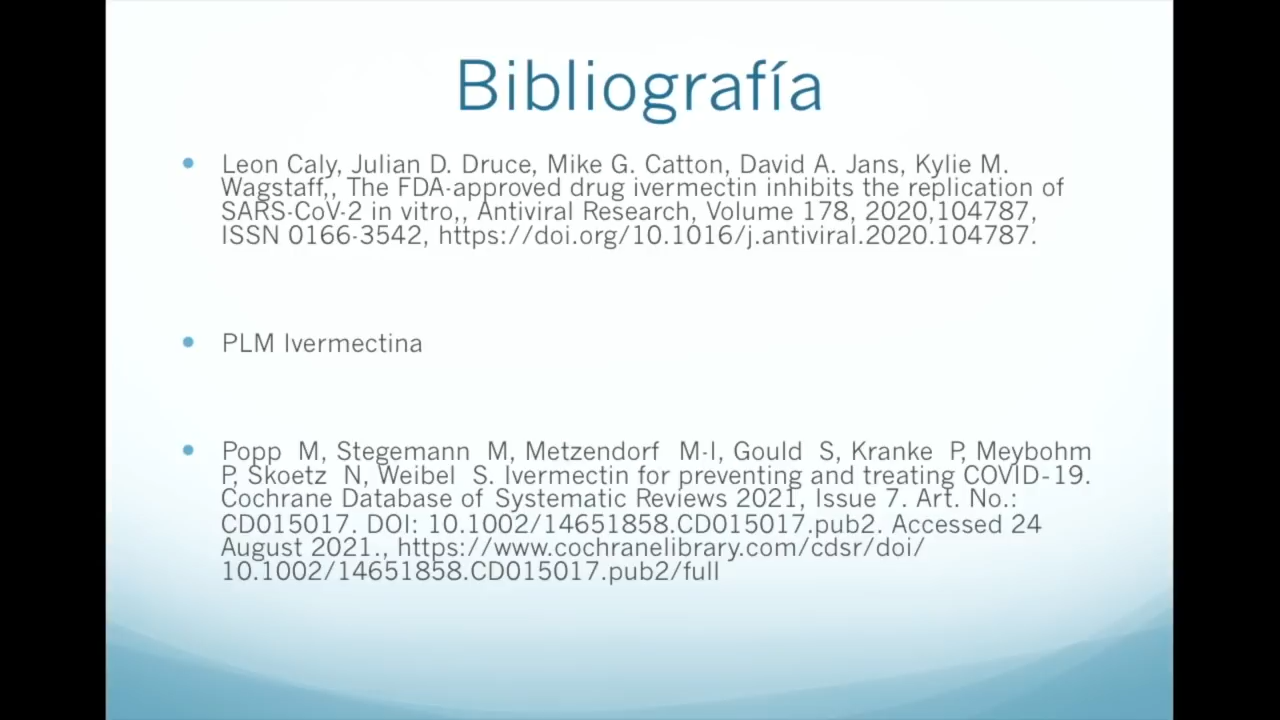 Bibliografía
• Leon Caly, Julian D. Druce, Mike G. Catton, David A. Jans, Kylie M.
Wagstaff,, The FDA-approved drug ivermectin inhibits the replication of
SARS-CoV-2 in vitro,, Antiviral Research, Volume 178, 2020,104787,
ISSN 0166-3542, https://doi.org/10.1016/j.antiviral.2020.104787.
• PLM Ivermectina
• Popp M, Stegemann M, Metzendorf M-I, Gould S, Kranke P, Meybohm
P, Skoetz N, Weibel S. Ivermectin for preventing and treating COVID-19.
Cochrane Database of Systematic Reviews 2021, Issue 7. Art. No.:
CD015017. DOI: 10.1002/14651858.CD015017.pub2. Accessed 24
August 2021., https://www.cochranelibrary.com/cdsr/doi/
10.1002/14651858.CD015017.pub2/full